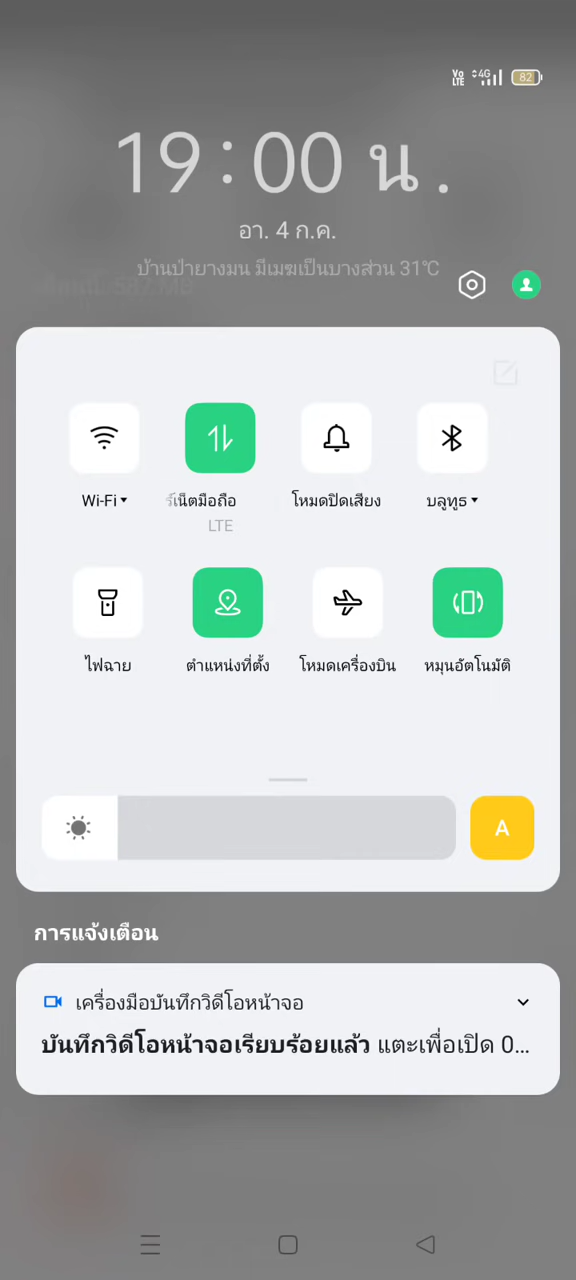 Vo LTE 4G 82
19:00 น.
อา. 4 ก.ค.
บ้านป่ายางมน มีเมฆเป็นบางส่วน 31℃
Wi-Fi
ร์เน็ตมือถือ
โหมดปิดเสียง
บลูทูธ
LTE
ไฟฉาย
ตำแหน่งที่ตั้ง
โหมดเครื่องบิน
หมุนอัตโนมัติ
A
การแจ้งเตือน
เครื่องมือบันทึกวิดีโอหน้าจอ
บันทึกวิดีโอหน้าจอเรียบร้อยแล้ว แตะเพื่อเปิด 0...